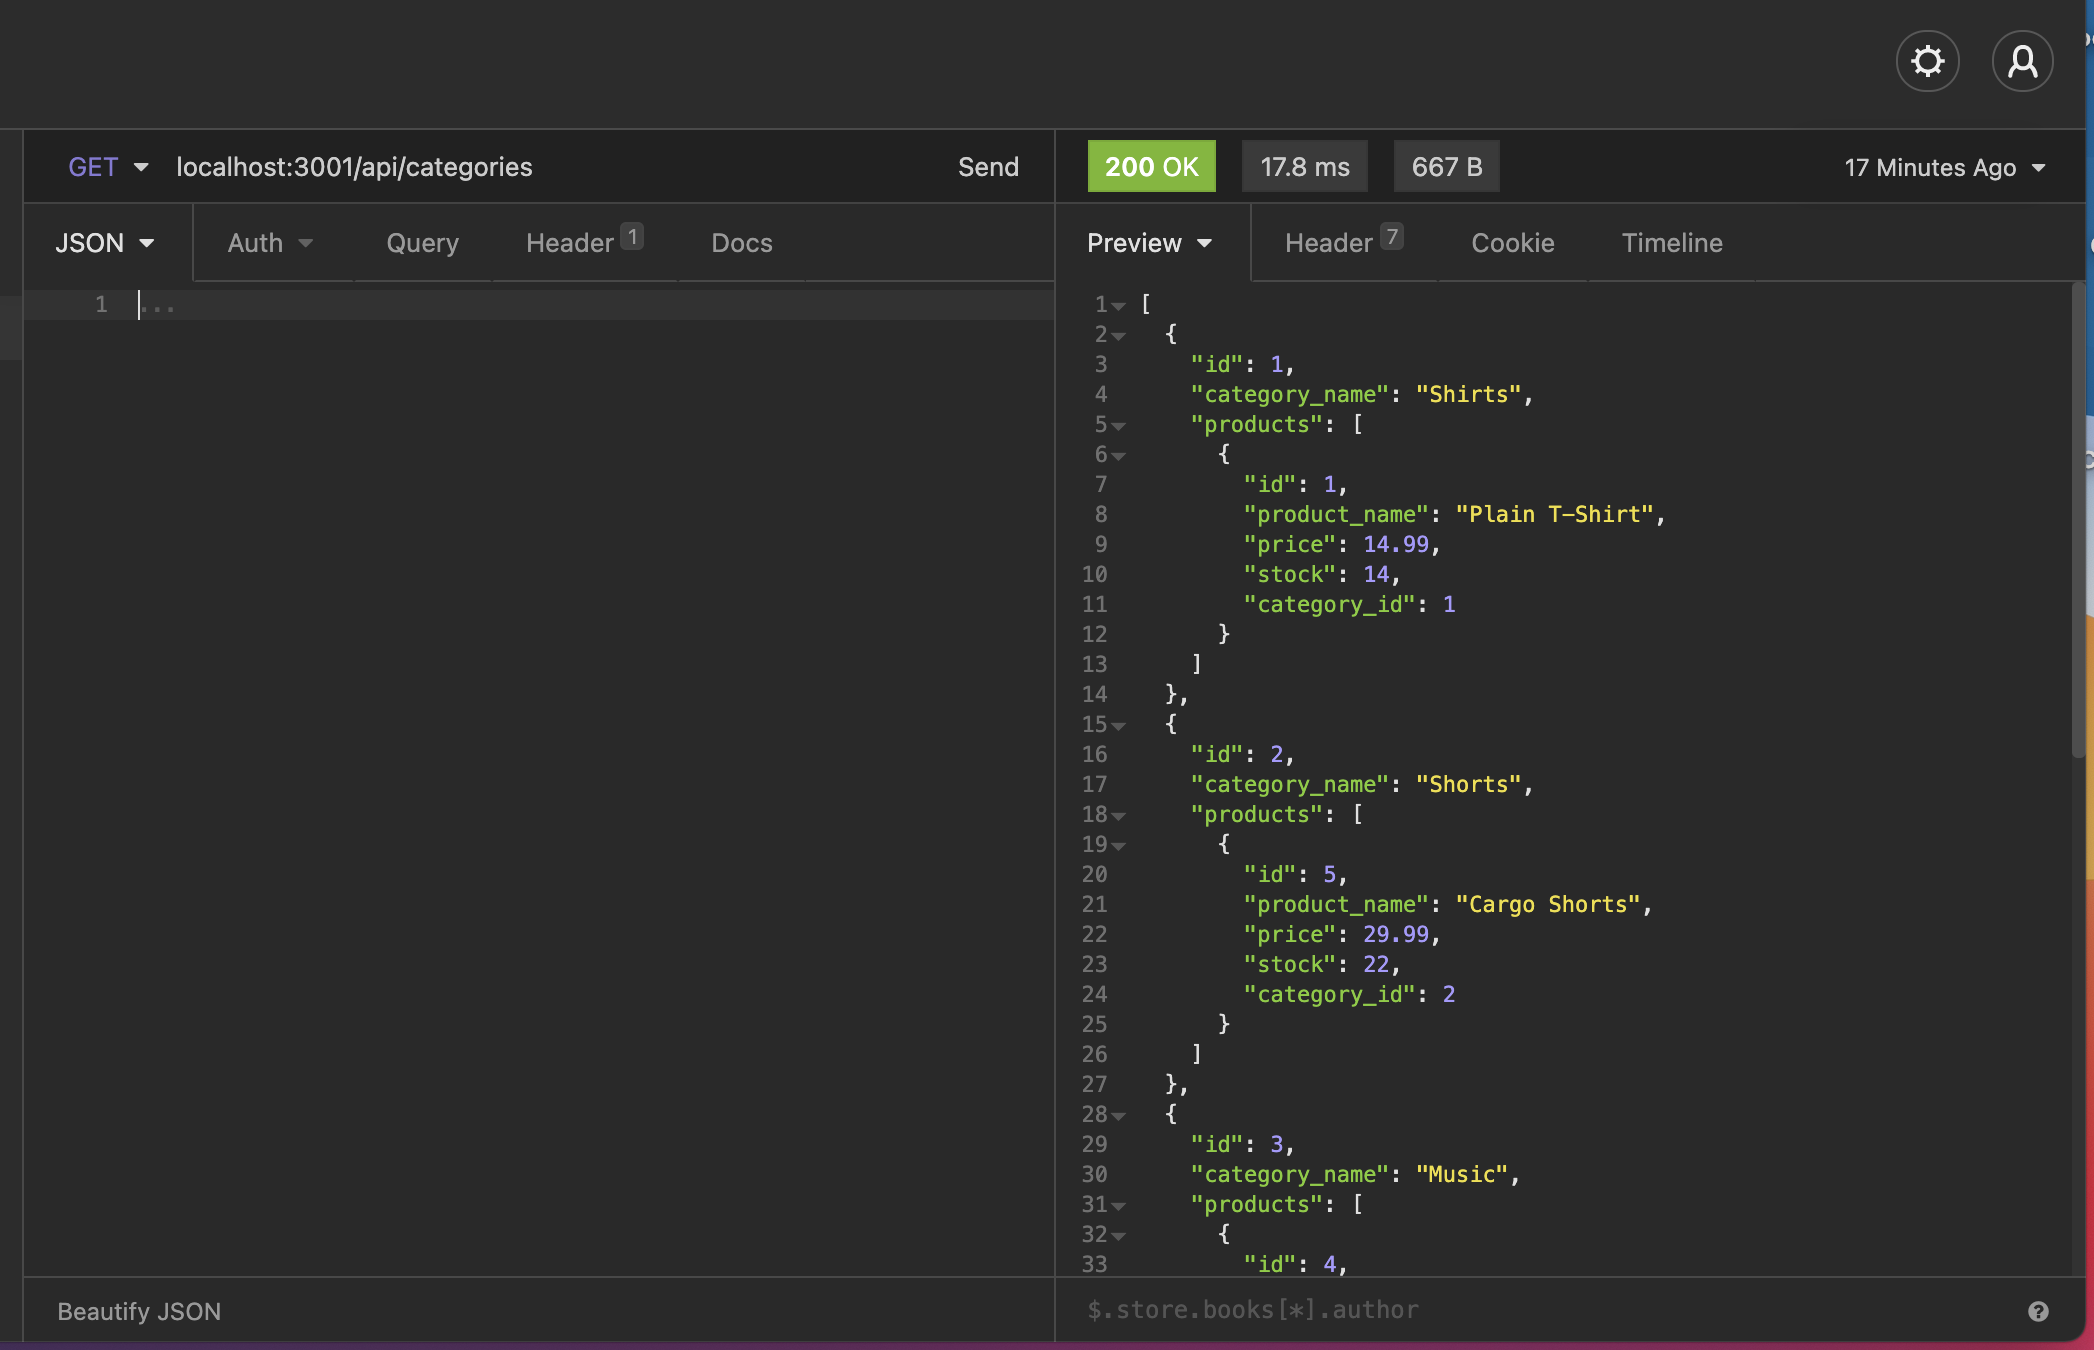 GET localhost:3001/api/categories Send
200 OK 17.8 ms 667 B 17 Minutes Ago
JSON Auth Query Header 1 Docs
Preview Header 7 Cookie Timeline
1 ...
1 [
2 {
3 "id": 1,
4 "category_name": "Shirts",
5 "products": [
6 {
7 "id": 1,
8 "product_name": "Plain T-Shirt",
9 "price": 14.99,
10 "stock": 14,
11 "category_id": 1
12 }
13 ]
14 },
15 {
16 "id": 2,
17 "category_name": "Shorts",
18 "products": [
19 {
20 "id": 5,
21 "product_name": "Cargo Shorts",
22 "price": 29.99,
23 "stock": 22,
24 "category_id": 2
25 }
26 ]
27 },
28 {
29 "id": 3,
30 "category_name": "Music",
31 "products": [
32 {
33 "id": 4,
Beautify JSON
$.store.books[*].author